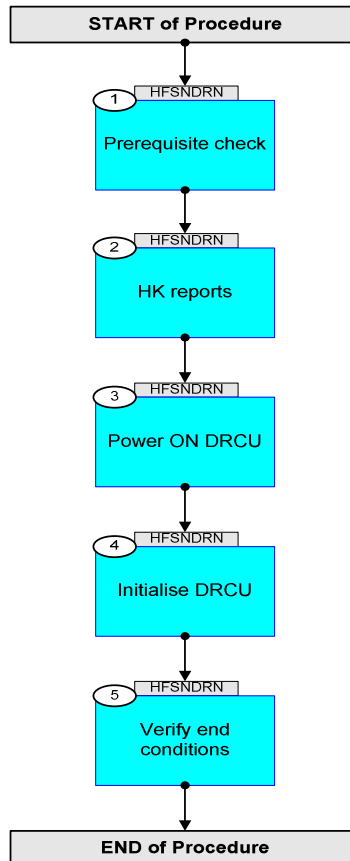 START of Procedure
HFSNDRN
1
Prerequisite check
HFSNDRN
2
HK reports
HFSNDRN
3
Power ON DRCU
HFSNDRN
4
Initialise DRCU
HFSNDRN
5
Verify end
conditions
END of Procedure